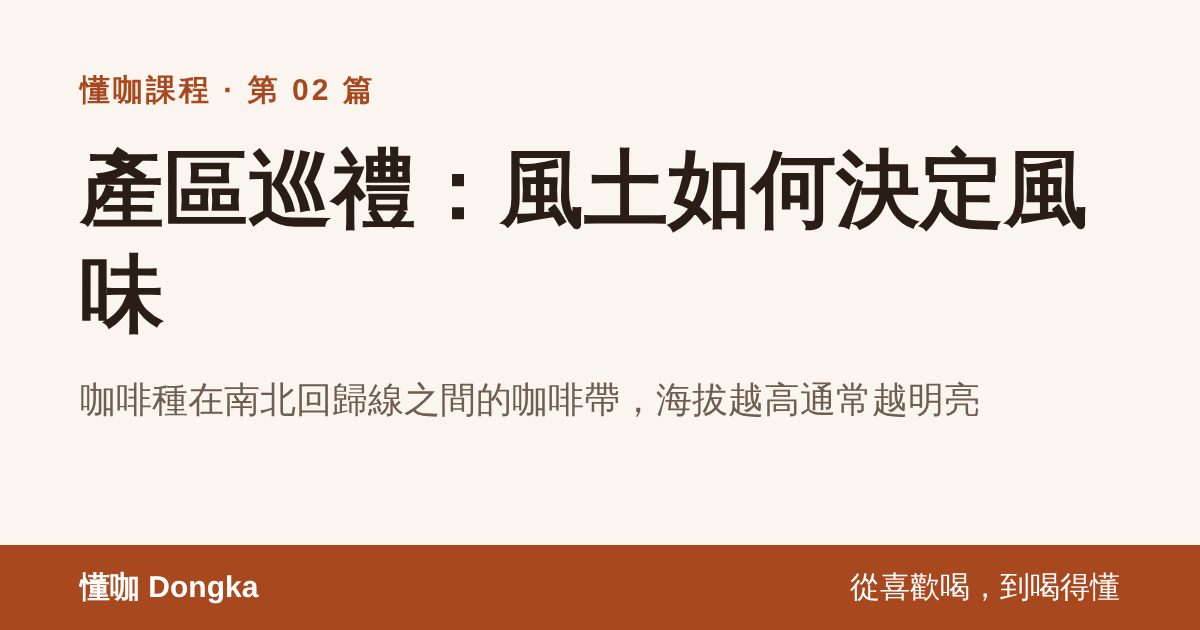 懂咖課程 · 第 02 篇
產區巡禮：風土如何決定風
味
咖啡種在南北回歸線之間的咖啡帶，海拔越高通常越明亮
懂咖 Dongka
從喜歡喝，到喝得懂